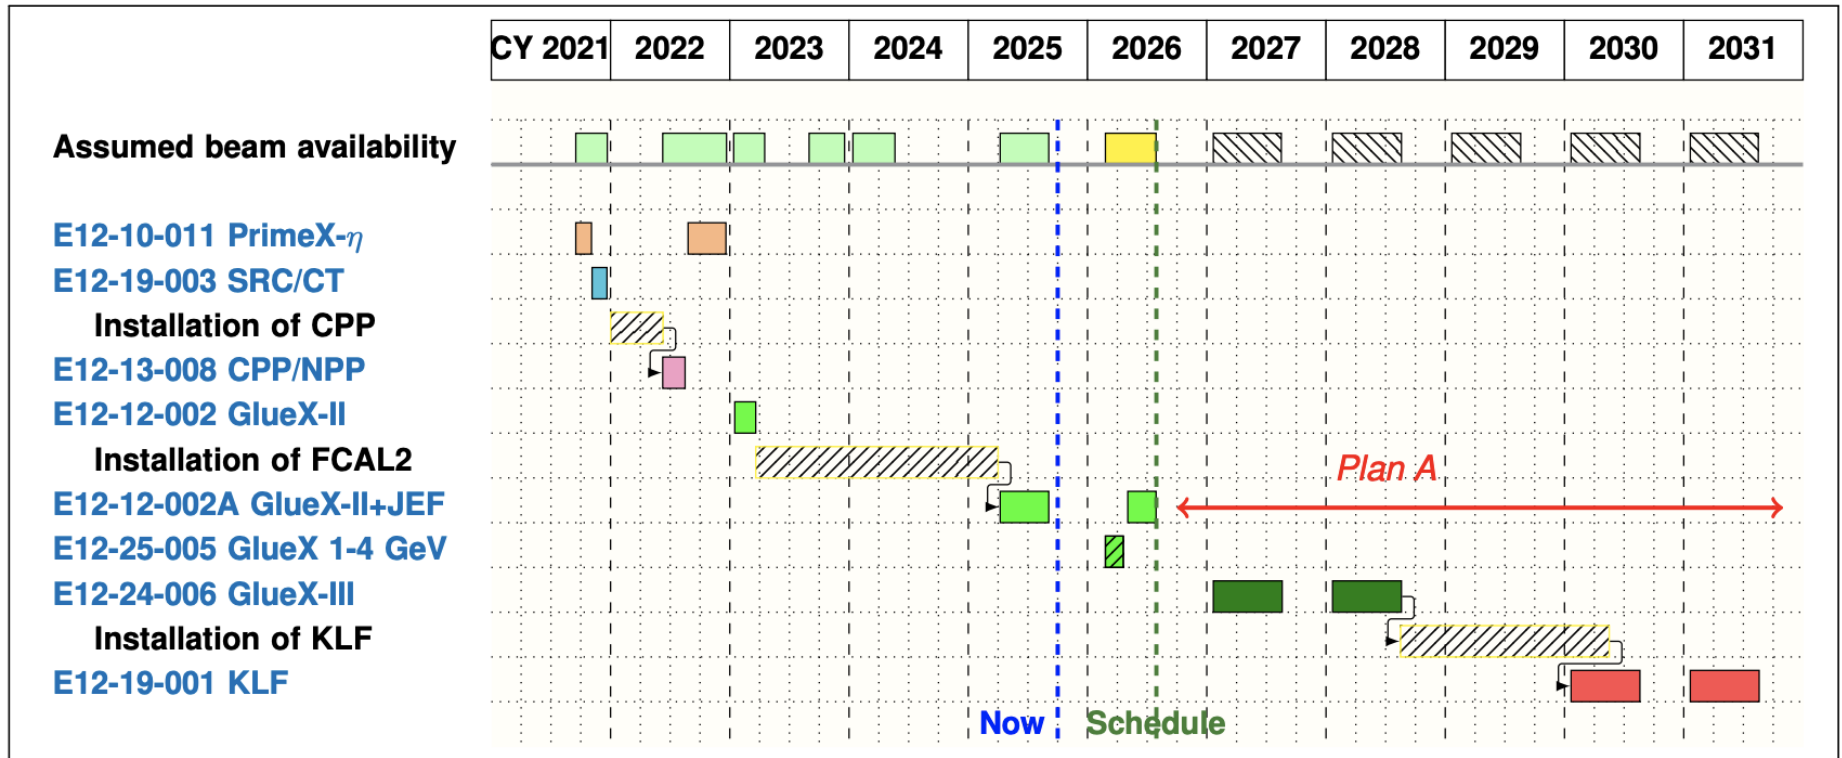 CY 2021 2022 2023 2024 2025 2026 2027 2028 2029 2030 2031
Assumed beam availability
E12-10-011 PrimeX-η
E12-19-003 SRC/CT
Installation of CPP
E12-13-008 CPP/NPP
E12-12-002 GlueX-II
Installation of FCAL2
Plan A
E12-12-002A GlueX-II+JEF
E12-25-005 GlueX 1-4 GeV
E12-24-006 GlueX-III
Installation of KLF
E12-19-001 KLF
Now Schedule